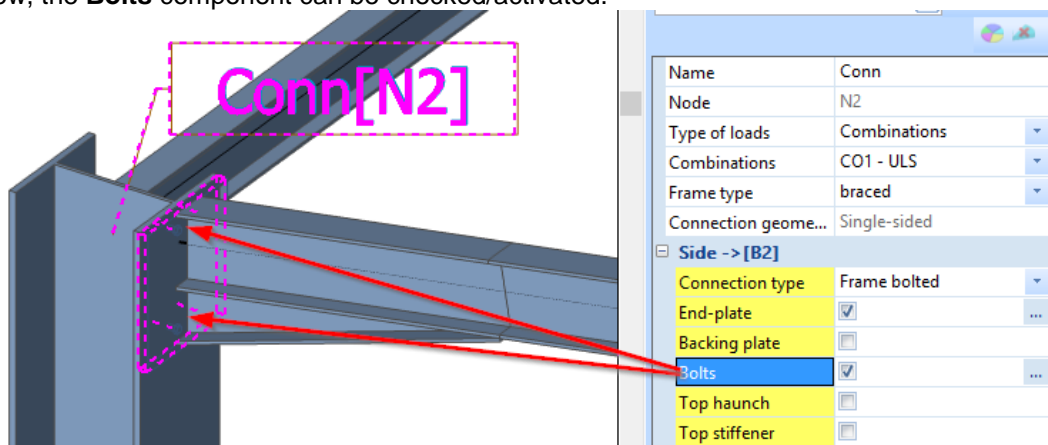 ow, the Bolts component can be checked/activated.
Conn[N2]
Name Conn
Node N2
Type of loads Combinations
Combinations CO1 - ULS
Frame type braced
Connection geome... Single-sided
Side ->[B2]
Connection type Frame bolted
End-plate ...
Backing plate
Bolts ...
Top haunch
Top stiffener